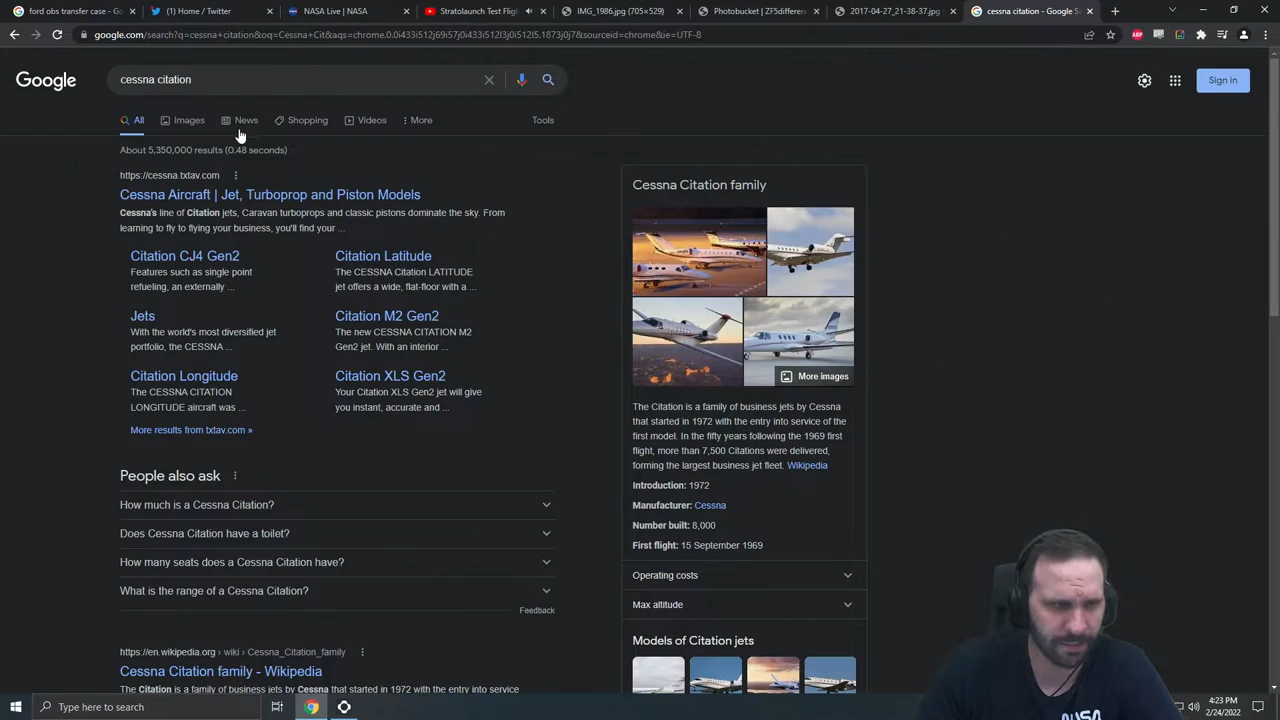 ford obs transfer case - Goog
(1) Home / Twitter
NASA Live | NASA
Stratolaunch Test Fligh
IMG_1986.jpg (705×529)
Photobucket | ZF5differen
2017-04-27_21-38-37.jpg
cessna citation - Google S
google.com/search?q=cessna+citation&oq=Cessna+Cit&aqs=chrome.0.0i433i512j69i57j0i433i512l3j0i512j5.1873j0j7&sourceid=chrome&ie=UTF-8
ABP
Google
cessna citation
Sign in
All
Images
News
Shopping
Videos
More
Tools
About 5,350,000 results (0.48 seconds)
https://cessna.txtav.com
Cessna Aircraft | Jet, Turboprop and Piston Models
Cessna's line of Citation jets, Caravan turboprops and classic pistons dominate the sky. From
learning to fly to flying your business, you'll find your ...
Citation CJ4 Gen2
Features such as single point
refueling, an externally ...
Citation Latitude
The CESSNA Citation LATITUDE
jet offers a wide, flat-floor with a ...
Jets
With the world's most diversified jet
portfolio, the CESSNA ...
Citation M2 Gen2
The new CESSNA CITATION M2
Gen2 jet. With an interior ...
Citation Longitude
The CESSNA CITATION
LONGITUDE aircraft was ...
Citation XLS Gen2
Your Citation XLS Gen2 jet will give
you instant, accurate and ...
More results from txtav.com »
People also ask
How much is a Cessna Citation?
Does Cessna Citation have a toilet?
How many seats does a Cessna Citation have?
What is the range of a Cessna Citation?
Feedback
https://en.wikipedia.org › wiki › Cessna_Citation_family
Cessna Citation family - Wikipedia
The Citation is a family of business jets by Cessna that started in 1972 with the entry into service
Cessna Citation family
More images
The Citation is a family of business jets by Cessna
that started in 1972 with the entry into service of the
first model. In the fifty years following the 1969 first
flight, more than 7,500 Citations were delivered,
forming the largest business jet fleet. Wikipedia
Introduction: 1972
Manufacturer: Cessna
Number built: 8,000
First flight: 15 September 1969
Operating costs
Max altitude
Models of Citation jets
NASA
Type here to search
4:23 PM
2/24/2022